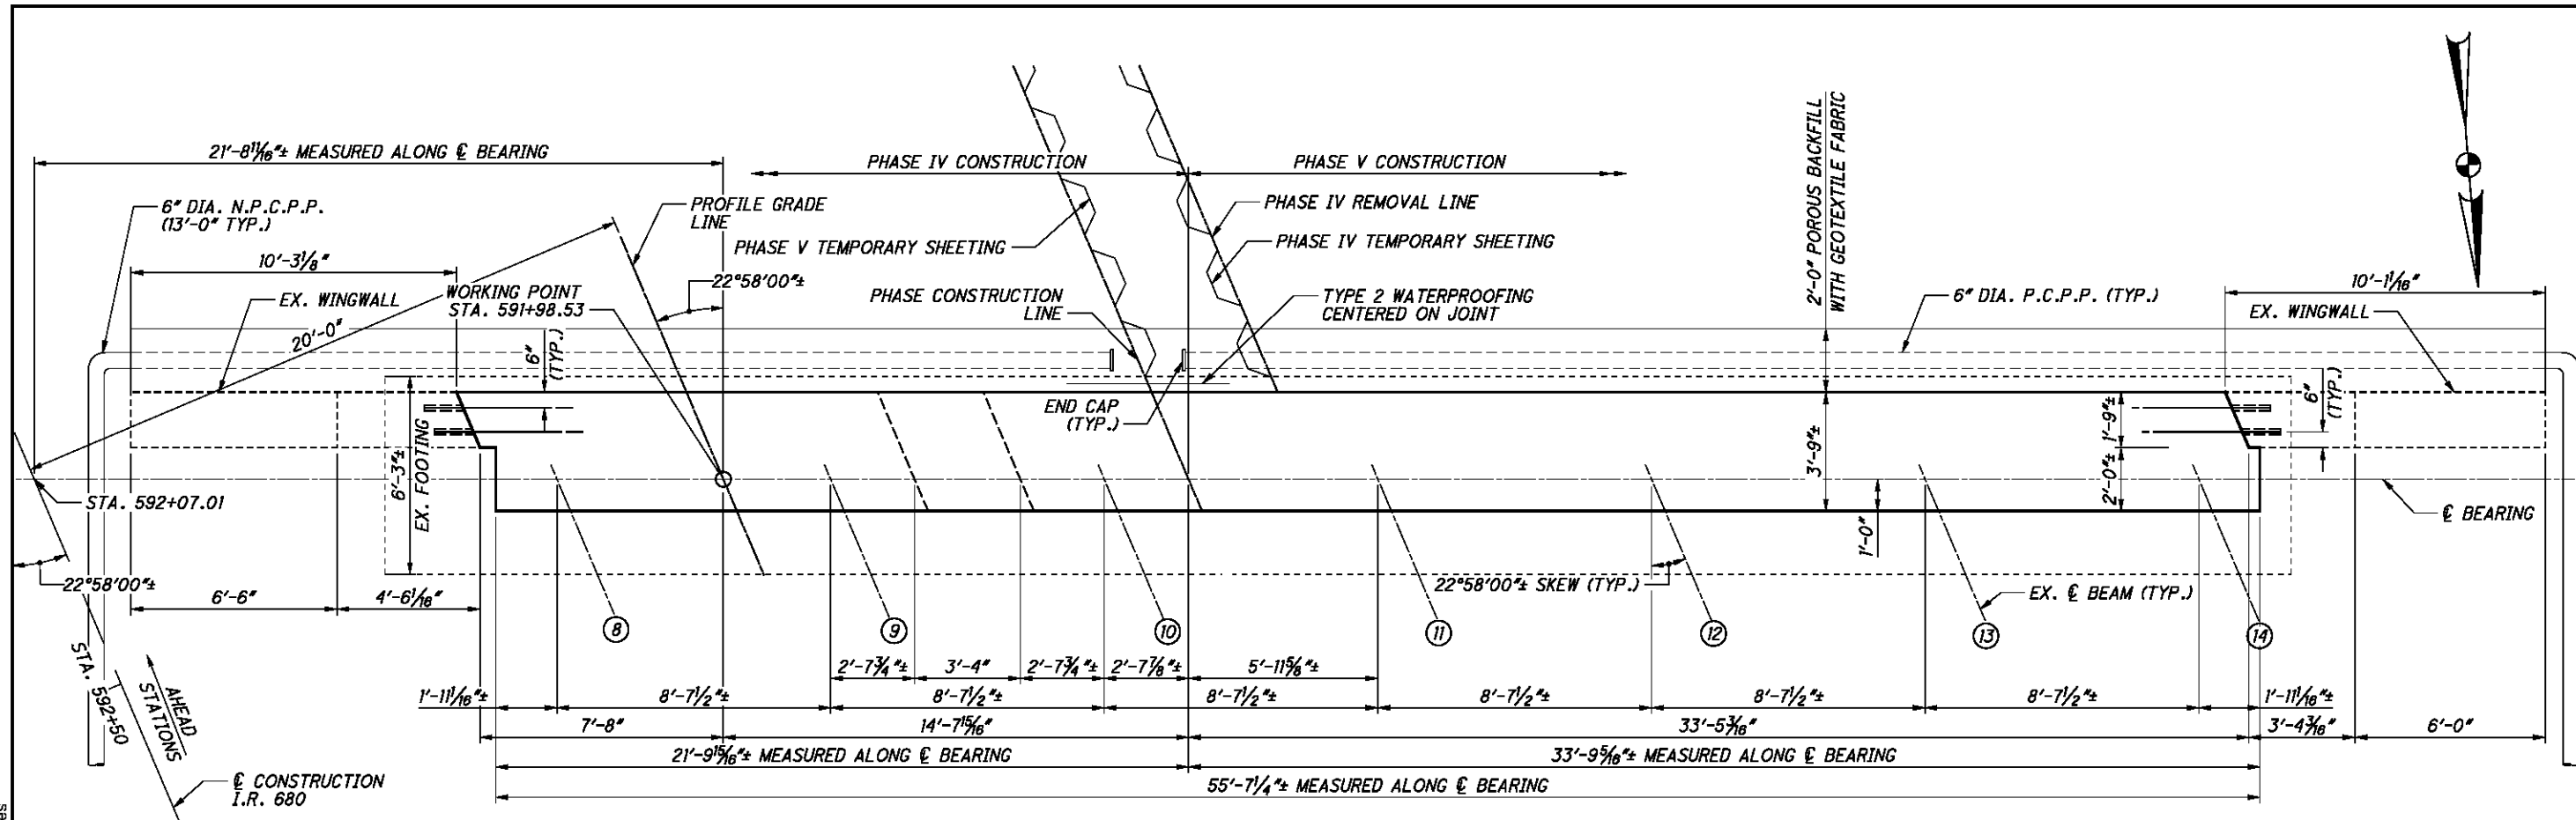 21'-8 11/16"± MEASURED ALONG ℄ BEARING
PHASE IV CONSTRUCTION
PHASE V CONSTRUCTION
2'-0" POROUS BACKFILL
WITH GEOTEXTILE FABRIC
6" DIA. N.P.C.P.P.
(13'-0" TYP.)
PROFILE GRADE
LINE
PHASE IV REMOVAL LINE
PHASE V TEMPORARY SHEETING
PHASE IV TEMPORARY SHEETING
10'-3 1/8"
22°58'00"±
10'-1 1/16"
EX. WINGWALL
WORKING POINT
STA. 591+98.53
PHASE CONSTRUCTION
LINE
TYPE 2 WATERPROOFING
CENTERED ON JOINT
6" DIA. P.C.P.P. (TYP.)
EX. WINGWALL
20'-0"
6"
(TYP.)
END CAP
(TYP.)
6"
(TYP.)
6'-3"±
EX. FOOTING
3'-9"±
1'-9"±
2'-0"±
1'-0"
STA. 592+07.01
℄ BEARING
22°58'00"±
22°58'00"± SKEW (TYP.)
EX. ℄ BEAM (TYP.)
6'-6"
4'-6 1/16"
8
9
10
11
12
13
14
STA. 592+50
AHEAD
STATIONS
2'-7 3/4"±
3'-4"
2'-7 3/4"±
2'-7 7/8"±
5'-11 5/8"±
1'-11 1/16"±
8'-7 1/2"±
8'-7 1/2"±
8'-7 1/2"±
8'-7 1/2"±
8'-7 1/2"±
8'-7 1/2"±
1'-11 1/16"±
7'-8"
14'-7 15/16"
33'-5 3/16"
3'-4 3/16"
6'-0"
21'-9 15/16"± MEASURED ALONG ℄ BEARING
33'-9 5/16"± MEASURED ALONG ℄ BEARING
55'-7 1/4"± MEASURED ALONG ℄ BEARING
℄ CONSTRUCTION
I.R. 680